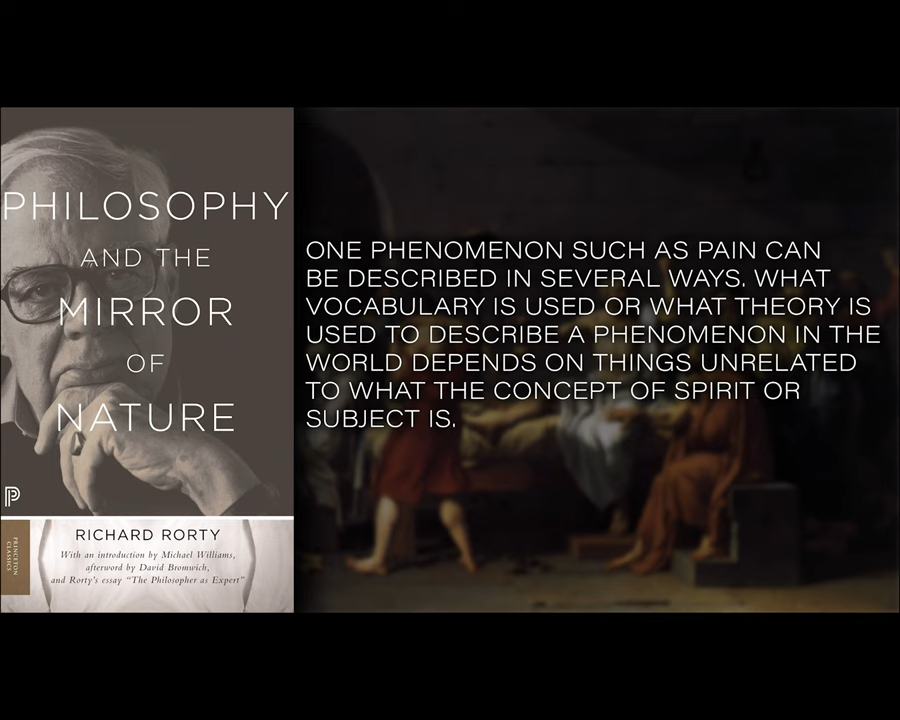 PHILOSOPHY
AND THE
MIRROR
OF
NATURE
P
RICHARD RORTY
With an introduction by Michael Williams,
afterword by David Bromwich,
and Rorty's essay "The Philosopher as Expert"
PRINCETON
CLASSICS
ONE PHENOMENON SUCH AS PAIN CAN
BE DESCRIBED IN SEVERAL WAYS. WHAT
VOCABULARY IS USED OR WHAT THEORY IS
USED TO DESCRIBE A PHENOMENON IN THE
WORLD DEPENDS ON THINGS UNRELATED
TO WHAT THE CONCEPT OF SPIRIT OR
SUBJECT IS.